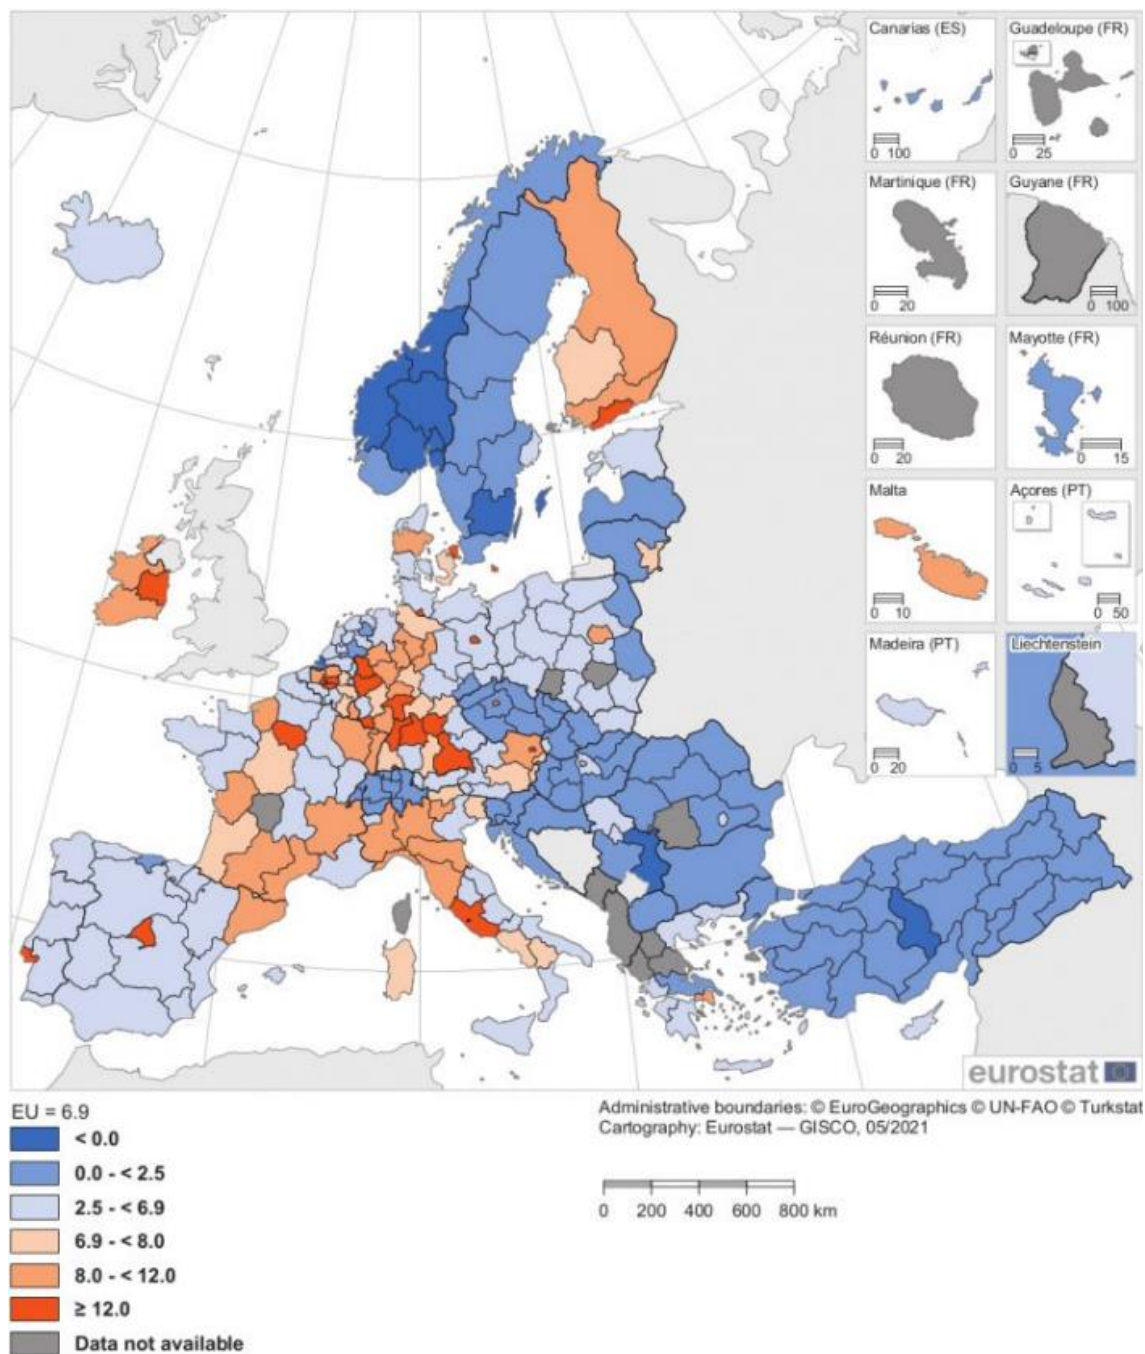 Canarias (ES)
0 100
Guadeloupe (FR)
0 25
Martinique (FR)
0 20
Guyane (FR)
0 100
Réunion (FR)
0 20
Mayotte (FR)
0 15
Malta
0 10
Açores (PT)
0 50
Madeira (PT)
0 20
Liechtenstein
0 5
eurostat
EU = 6.9
< 0.0
0.0 - < 2.5
2.5 - < 6.9
6.9 - < 8.0
8.0 - < 12.0
≥ 12.0
Data not available
Administrative boundaries: © EuroGeographics © UN-FAO © Turkstat
Cartography: Eurostat — GISCO, 05/2021
0 200 400 600 800 km